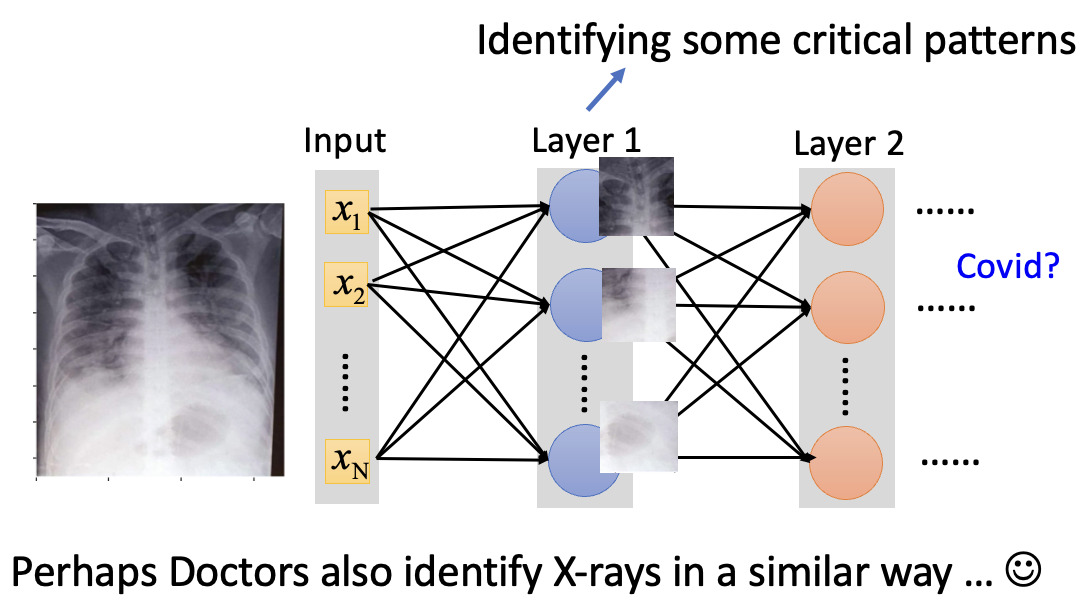 Identifying some critical patterns
Input
Layer 1
Layer 2
x1
x2
xN
......
......
......
......
......
......
Covid?
Perhaps Doctors also identify X-rays in a similar way ... ☺